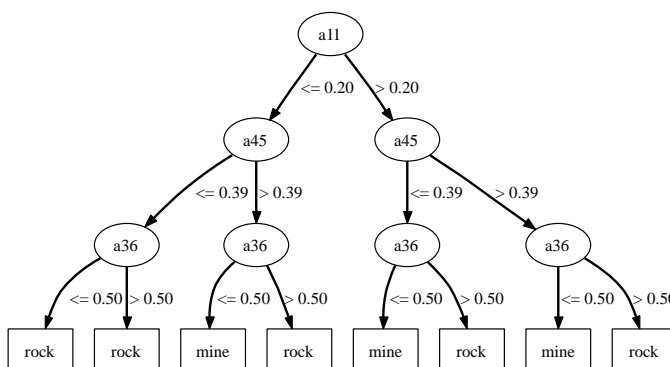 a11
<= 0.20 > 0.20
a45 a45
<= 0.39 > 0.39 <= 0.39 > 0.39
a36 a36 a36 a36
<= 0.50 > 0.50 <= 0.50 > 0.50 <= 0.50 > 0.50 <= 0.50 > 0.50
rock rock mine rock mine rock mine rock